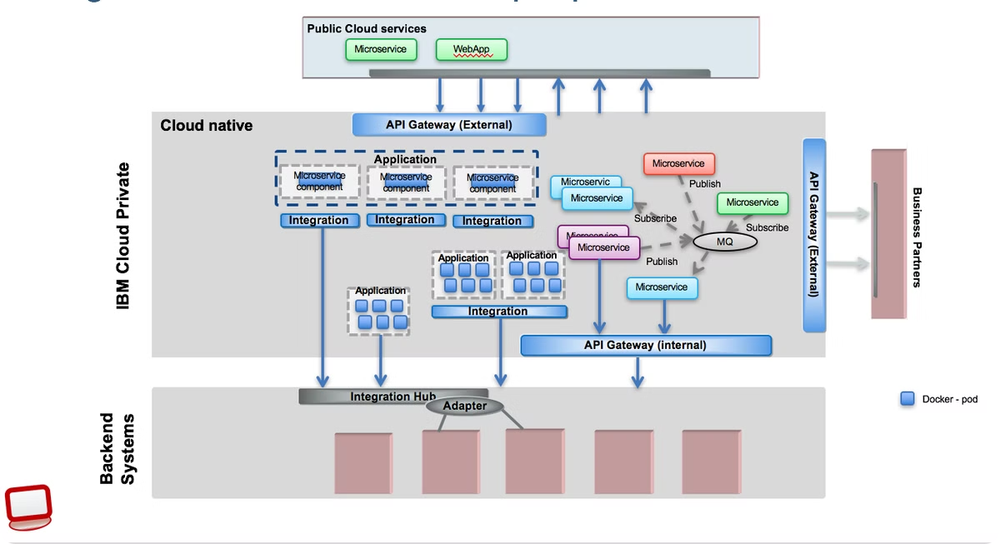 Public Cloud services
Microservice
WebApp
Cloud native
API Gateway (External)
IBM Cloud Private
Application
Microservice
component
Microservice
component
Microservice
component
Integration
Integration
Integration
Microservic
Microservice
Microservice
Publish
Microservice
Subscribe
Subscribe
MQ
Microservice
Microservice
Publish
Microservice
Application
Application
Integration
Application
API Gateway (internal)
API Gateway (External)
Business Partners
Backend
Systems
Integration Hub
Adapter
Docker - pod